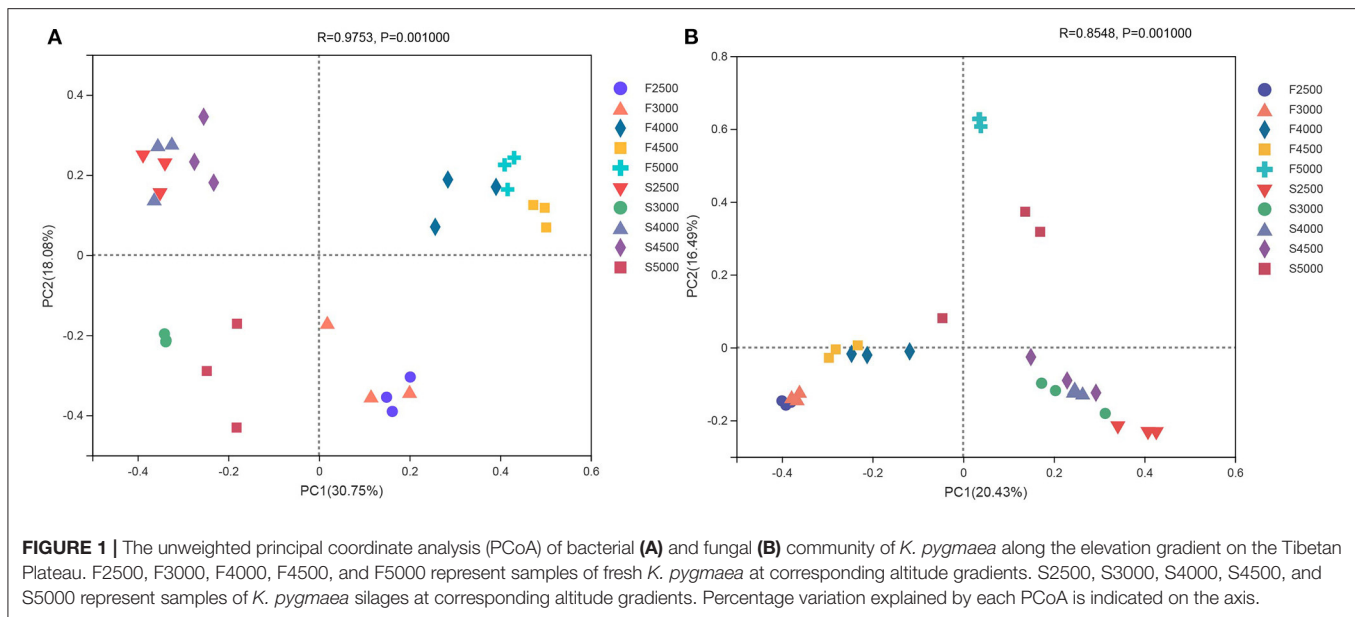 A
R=0.9753, P=0.001000
0.4
0.2
0
-0.2
-0.4
PC2(18.08%)
-0.4
-0.2
0
0.2
0.4
0.6
PC1(30.75%)
F2500
F3000
F4000
F4500
F5000
S2500
S3000
S4000
S4500
S5000
B
R=0.8548, P=0.001000
0.8
0.6
0.4
0.2
0
-0.2
PC2(16.49%)
-0.4
-0.2
0
0.2
0.4
0.6
PC1(20.43%)
F2500
F3000
F4000
F4500
F5000
S2500
S3000
S4000
S4500
S5000
FIGURE 1 | The unweighted principal coordinate analysis (PCoA) of bacterial (A) and fungal (B) community of K. pygmaea along the elevation gradient on the Tibetan
Plateau. F2500, F3000, F4000, F4500, and F5000 represent samples of fresh K. pygmaea at corresponding altitude gradients. S2500, S3000, S4000, S4500, and
S5000 represent samples of K. pygmaea silages at corresponding altitude gradients. Percentage variation explained by each PCoA is indicated on the axis.